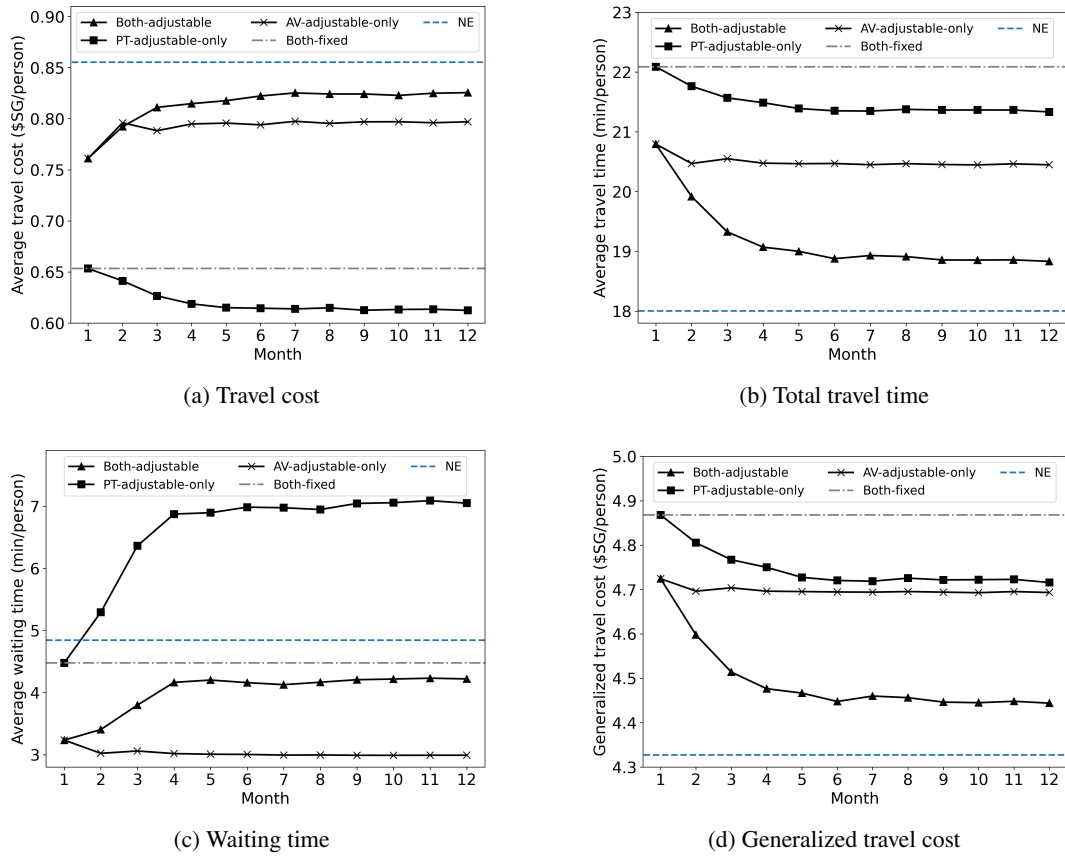 Both-adjustable
PT-adjustable-only
AV-adjustable-only
Both-fixed
NE
Average travel cost ($SG/person)
0.90
0.85
0.80
0.75
0.70
0.65
0.60
1 2 3 4 5 6 7 8 9 10 11 12
Month
(a) Travel cost
Both-adjustable
PT-adjustable-only
AV-adjustable-only
Both-fixed
NE
Average travel time (min/person)
23
22
21
20
19
18
1 2 3 4 5 6 7 8 9 10 11 12
Month
(b) Total travel time
Both-adjustable
PT-adjustable-only
AV-adjustable-only
Both-fixed
NE
Average waiting time (min/person)
7
6
5
4
3
1 2 3 4 5 6 7 8 9 10 11 12
Month
(c) Waiting time
Both-adjustable
PT-adjustable-only
AV-adjustable-only
Both-fixed
NE
Generalized travel cost ($SG/person)
5.0
4.9
4.8
4.7
4.6
4.5
4.4
4.3
1 2 3 4 5 6 7 8 9 10 11 12
Month
(d) Generalized travel cost